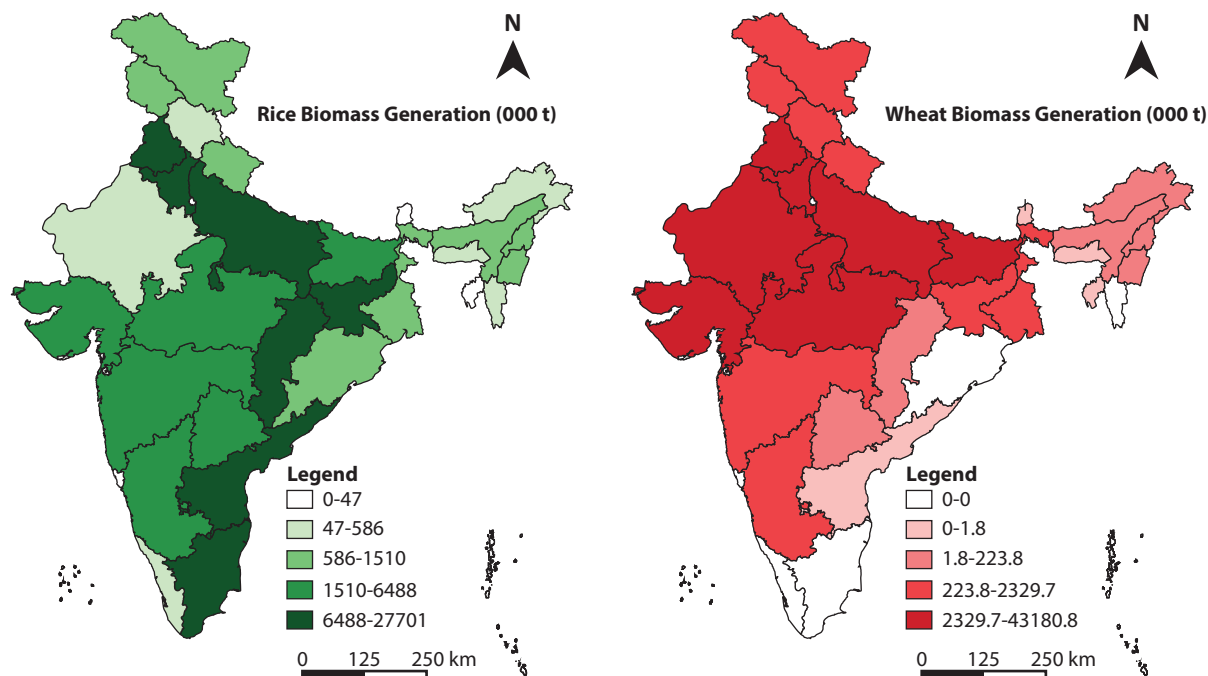 N
Rice Biomass Generation (000 t)
Legend
0-47
47-586
586-1510
1510-6488
6488-27701
0 125 250 km
N
Wheat Biomass Generation (000 t)
Legend
0-0
0-1.8
1.8-223.8
223.8-2329.7
2329.7-43180.8
0 125 250 km